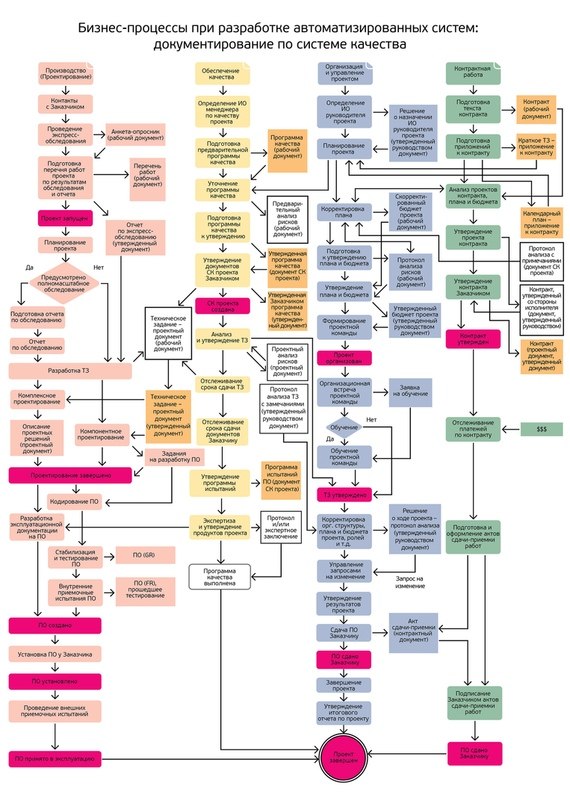 Бизнес-процессы при разработке автоматизированных систем:
документирование по системе качества
Производство
(Проектирование)
Контакты
с Заказчиком
Проведение
экспресс-
обследования
Анкета-опросник
(рабочий документ)
Подготовка
перечня работ
проекта
по результатам
обследования
и отчета
Перечень
работ (рабочий
документ)
Проект запущен
Отчет
по экспресс-
обследованию
(утвержденный
документ)
Планирование
проекта
Да
Нет
Предусмотрено
полномасштабное
обследование
Подготовка отчета
по обследованию
Отчет
по обследованию
Разработка ТЗ
Комплексное
проектирование
Описание
проектных
решений
(проектный
документ)
Компонентное
проектирование
Задания
на разработку ПО
Проектирование завершено
Кодирование ПО
Разработка
эксплуатационной
документации
на ПО
Стабилизация
и тестирование
ПО
ПО (GR)
Внутренние
приемочные
испытания ПО
ПО (FR),
прошедшее
тестирование
ПО создано
Установка ПО у Заказчика
ПО установлено
Проведение внешних
приемочных испытаний
ПО принято в эксплуатацию
Обеспечение
качества
Определение ИО
менеджера
по качеству
проекта
Подготовка
предварительной
программы
качества
Программа
качества
(рабочий
документ)
Уточнение
программы
качества
Предвари-
тельный
анализ
рисков
(рабочий
документ)
Подготовка
программы
качества
к утверждению
Утверждение
документов
СК проекта
Заказчиком
Утвержденная
программа
качества
(документ СК
проекта)
СК проекта
создана
Утвержденная
Заказчиком
программа
качества
(утвержден-
ный документ)
Техническое
задание –
проектный
документ
(рабочий
документ)
Анализ
и утверждение ТЗ
Проектный
анализ
рисков
(проектный
документ)
Отслеживание
срока сдачи ТЗ
Техническое
задание –
проектный
документ
(утвержденный
документ)
Протокол
анализа ТЗ
с замечаниями
(утвержденный
руководством
документ)
Отслеживание
срока сдачи
документов
Заказчику
Утверждение
программы
испытаний
Программа
испытаний
ПО (документ
СК проекта)
Экспертиза
и утверждение
продуктов проекта
Протокол
и/или
экспертное
заключение
Программа
качества
выполнена
Организация
и управление
проектом
Определение
ИО
руководителя
проекта
Решение
о назначении ИО
руководителя
проекта
(утвержденный
руководством
документ)
Планирование
проекта
Корректировка
плана
Скорректи-
рованный
бюджет
проекта
(рабочий
документ)
Подготовка
к утверждению
плана и бюджета
Протокол
анализа
рисков
(проектный
документ)
Утверждение плана
и бюджета
Утвержденный
бюджет проекта
(утвержденный
руководством
документ)
Формирование
проектной
команды
Проект
организован
Организационная
встреча
проектной
команды
Заявка
на обучение
Нет
Обучение
Да
Обучение
проектной
команды
ТЗ утверждено
Корректировка
орг. структуры,
плана и бюджета
проекта, ролей
и т.д.
Решение
о ходе проекта –
протокол анализа
(утвержденный
руководством
документ)
Управление
запросами
на изменение
Запрос на
изменение
Утверждение
результатов
проекта
Сдача ПО
Заказчику
Акт
сдачи-приемки
(контрактный
документ)
ПО сдано
Заказчику
Завершение
проекта
Утверждение
итогового
отчета по проекту
Проект
завершен
Контрактная
работа
Подготовка
текста
контракта
Контракт
(рабочий
документ)
Подготовка
приложений
к контракту
Краткое ТЗ –
приложение
к контракту
Анализ проектов
контракта,
плана и бюджета
Календарный
план –
приложение
к контракту
Утверждение
проекта
контракта
Протокол
анализа с
примечаниями
(документ СК
проекта)
Утверждение
контракта
Заказчиком
Контракт,
утвержденный
со стороны
исполнителя
(документ,
утвержденный
руководством)
Контракт
утвержден
Контракт
(проектный
документ,
утвержденный
документ)
Отслеживание
платежей
по контракту
$$$
Подготовка и
оформление актов
сдачи-приемки
работ
Подписание
Заказчиком актов
сдачи-приемки
работ
ПО сдано
Заказчику